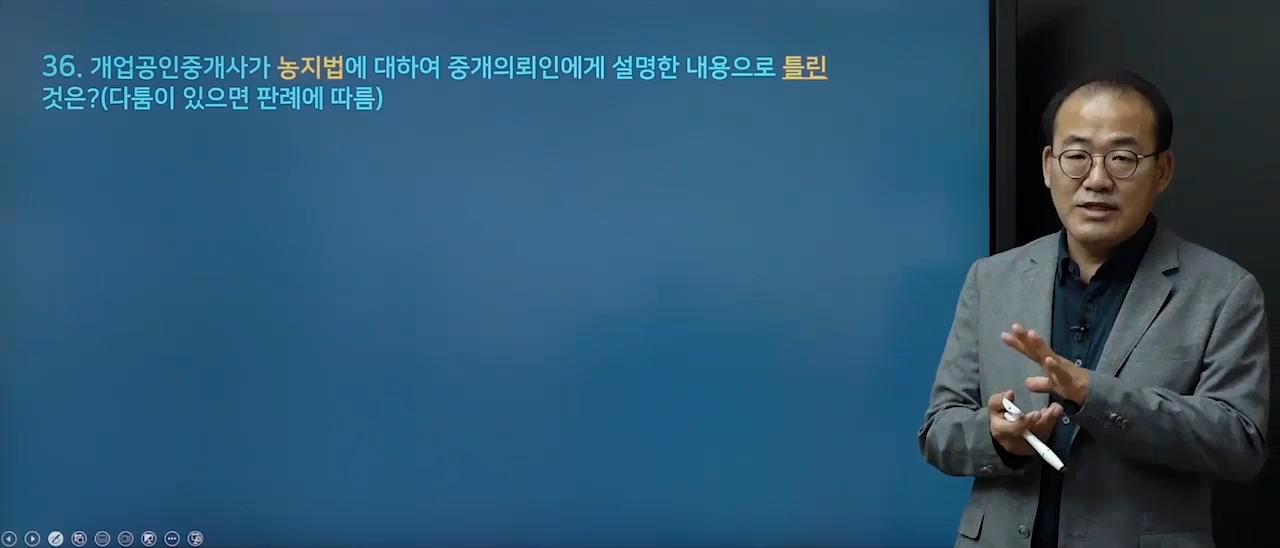 36. 개업공인중개사가 농지법에 대하여 중개의뢰인에게 설명한 내용으로 틀린
것은?(다툼이 있으면 판례에 따름)